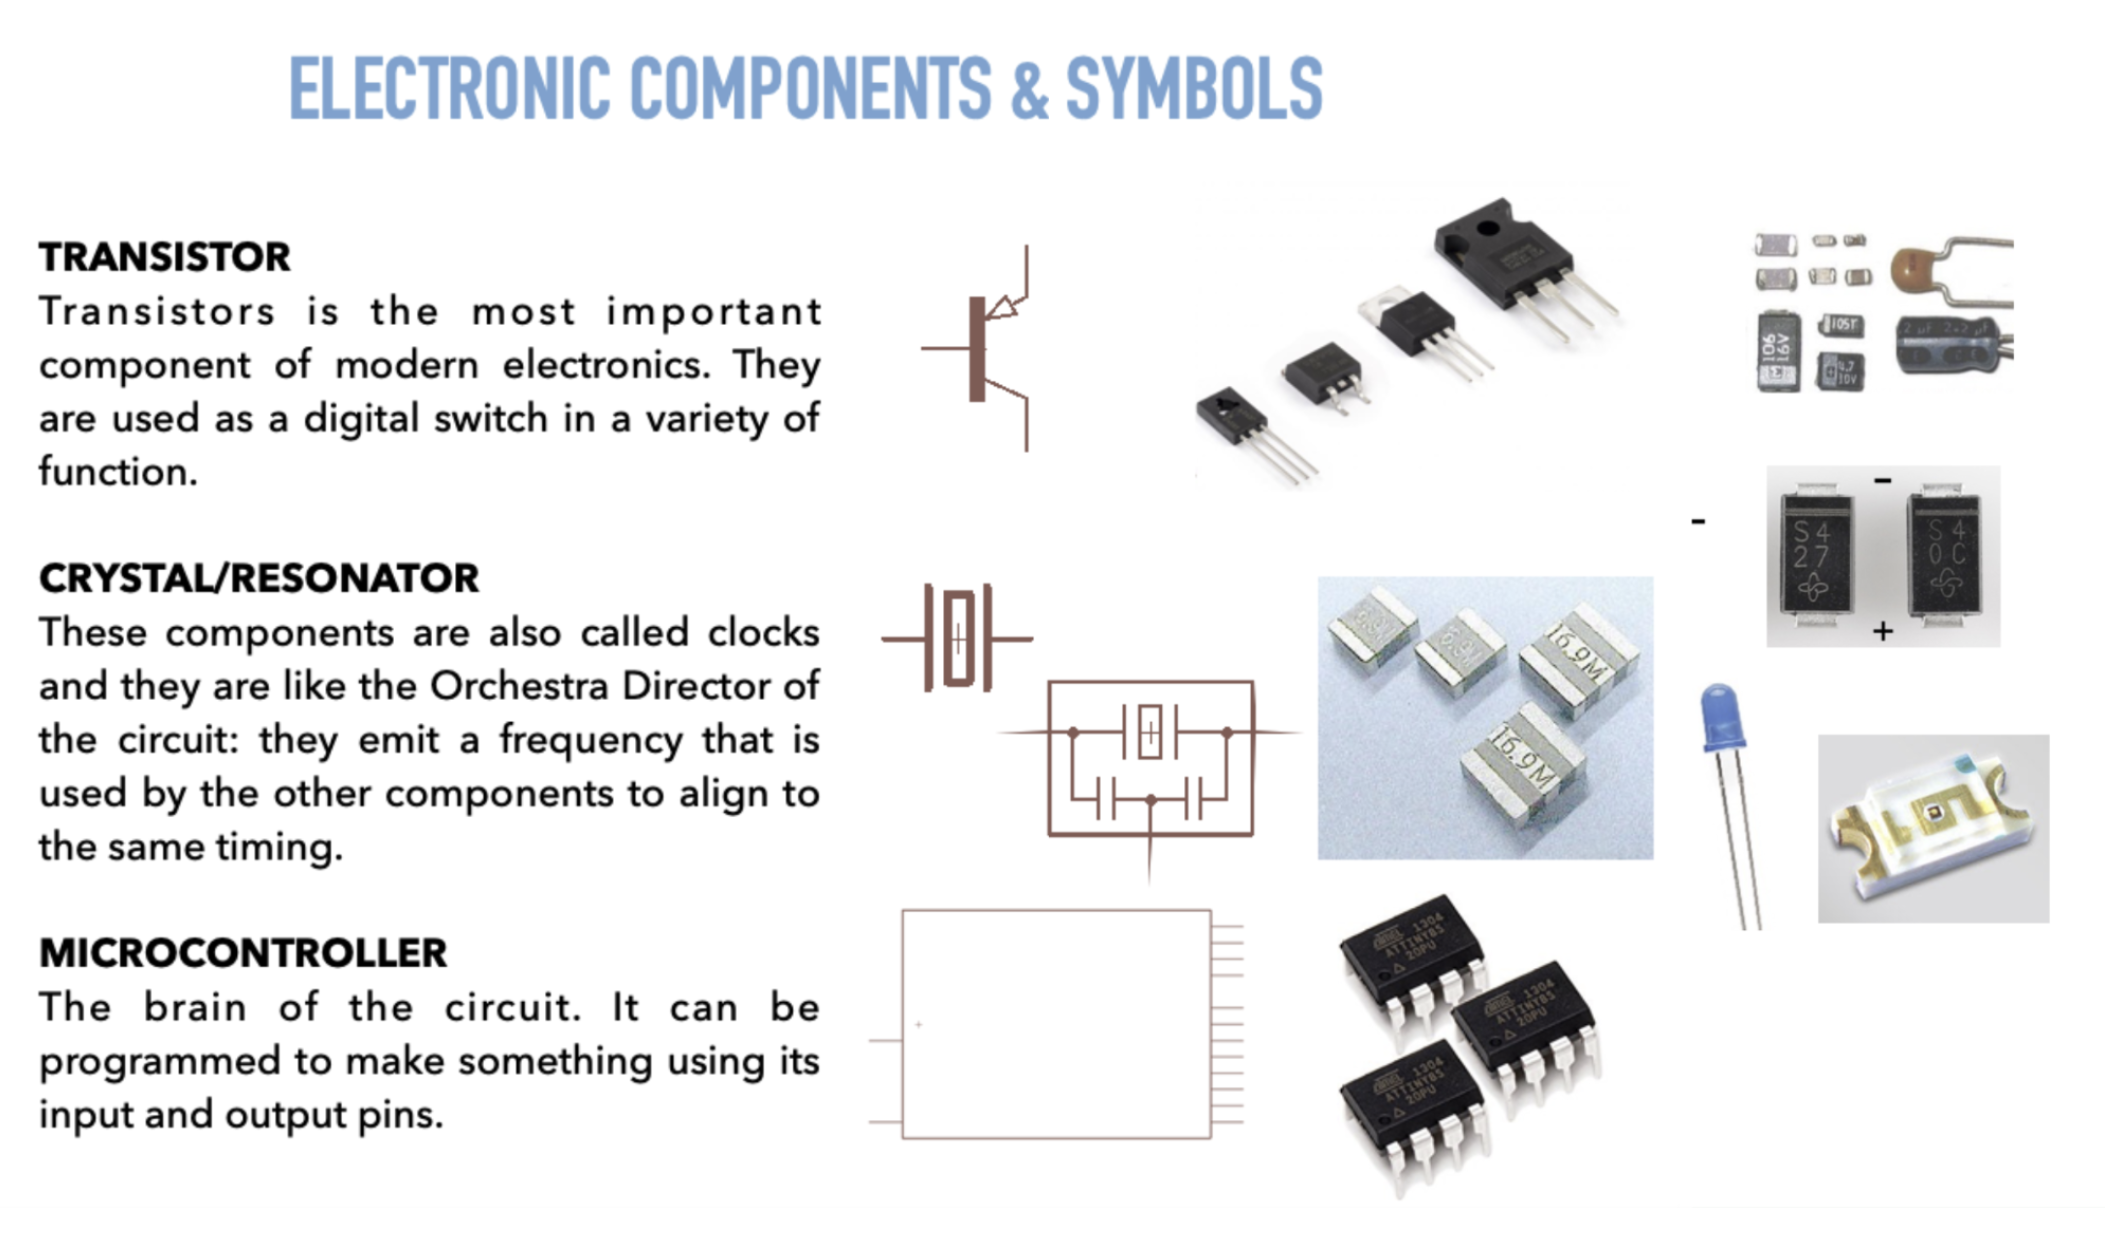 ELECTRONIC COMPONENTS & SYMBOLS
TRANSISTOR
Transistors is the most important
component of modern electronics. They
are used as a digital switch in a variety of
function.
CRYSTAL/RESONATOR
These components are also called clocks
and they are like the Orchestra Director of
the circuit: they emit a frequency that is
used by the other components to align to
the same timing.
MICROCONTROLLER
The brain of the circuit. It can be
programmed to make something using its
input and output pins.
106
16V
105T
4.7
10V
-
-
S4
27
S4
0C
+
16.9M
16.9M
1304
ATTINY85
20PU
1304
ATTINY85
20PU
1304
ATTINY85
20PU